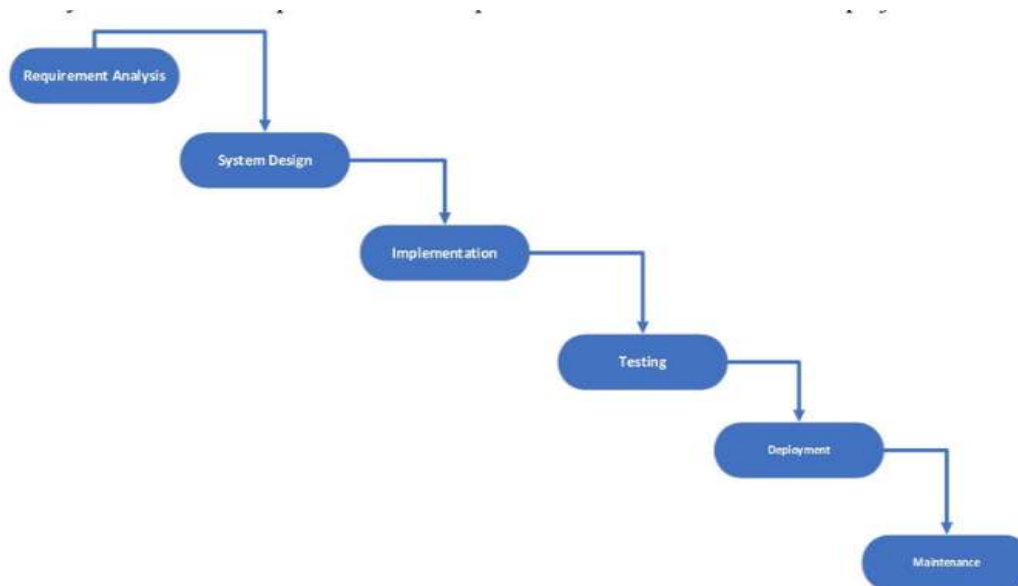 Requirement Analysis
System Design
Implementation
Testing
Deployment
Maintenance